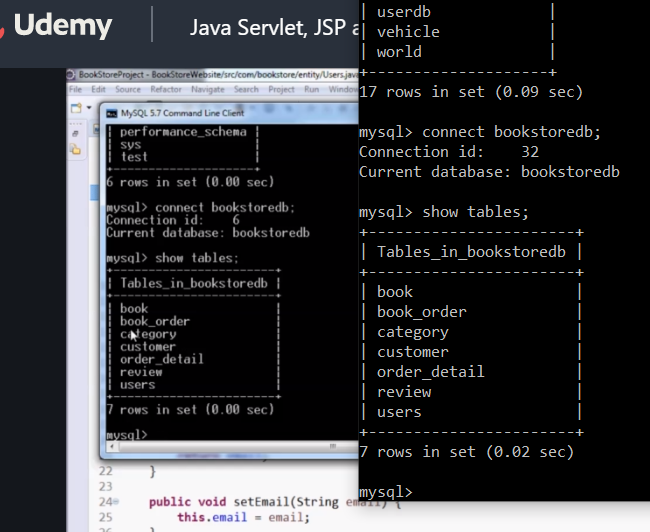 Udemy
Java Servlet, JSP a
BookStoreProject - BookStoreWebsite/src/com/bookstore/entity/Users.java
File Edit Source Refactor Navigate Search Project Run Window
MySQL 5.7 Command Line Client
| performance_schema |
| sys |
| test |
+--------------------+
6 rows in set (0.00 sec)
mysql> connect bookstoredb;
Connection id: 6
Current database: bookstoredb
mysql> show tables;
+-----------------------+
| Tables_in_bookstoredb |
+-----------------------+
| book |
| book_order |
| category |
| customer |
| order_detail |
| review |
| users |
+-----------------------+
7 rows in set (0.00 sec)
mysql>
22 }
23
24 public void setEmail(String email) {
25 this.email = email;
| userdb |
| vehicle |
| world |
+--------------------+
17 rows in set (0.09 sec)
mysql> connect bookstoredb;
Connection id: 32
Current database: bookstoredb
mysql> show tables;
+-----------------------+
| Tables_in_bookstoredb |
+-----------------------+
| book |
| book_order |
| category |
| customer |
| order_detail |
| review |
| users |
+-----------------------+
7 rows in set (0.02 sec)
mysql>